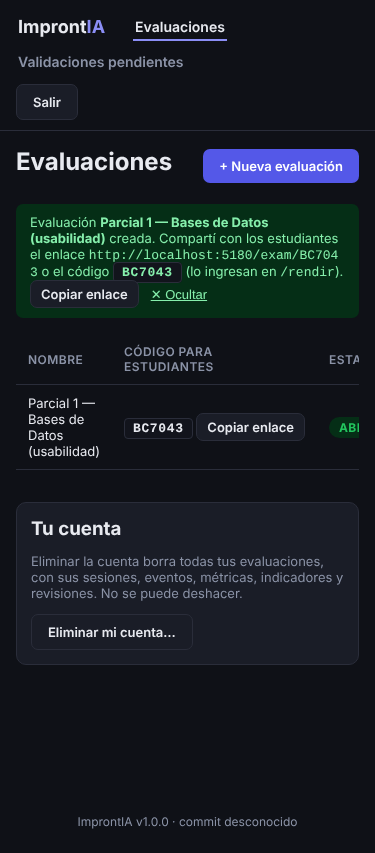 ImprontIA
Evaluaciones
Validaciones pendientes
Salir
Evaluaciones
+ Nueva evaluación
Evaluación Parcial 1 — Bases de Datos
(usabilidad) creada. Compartí con los estudiantes
el enlace http://localhost:5180/exam/BC704
3 o el código BC7043 (lo ingresan en /rendir).
Copiar enlace ✕ Ocultar
NOMBRE
CÓDIGO PARA
ESTUDIANTES
ESTA
Parcial 1 —
Bases de
Datos
(usabilidad)
BC7043 Copiar enlace
Tu cuenta
Eliminar la cuenta borra todas tus evaluaciones,
con sus sesiones, eventos, métricas, indicadores y
revisiones. No se puede deshacer.
Eliminar mi cuenta...
ImprontIA v1.0.0 · commit desconocido